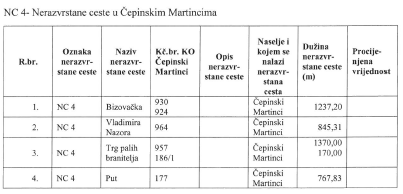 NC 4- Nerazvrstane ceste u Čepinskim Martincima
R.br. Oznaka nerazvr-stane ceste Naziv nerazvr-stane ceste Kč.br. KO Čepinski Martinci Opis nerazvr-stane ceste Naselje i kojem se nalazi nerazvr-stana cesta Dužina nerazvr-stane ceste (m) Procije-njena vrijednost
1. NC 4 Bizovačka 930 924 Čepinski Martinci 1237,20
2. NC 4 Vladimira Nazora 964 Čepinski Martinci 845,31
3. NC 4 Trg palih branitelja 957 186/1 Čepinski Martinci 1370,00 170,00
4. NC 4 Put 177 Čepinski Martinci 767,83